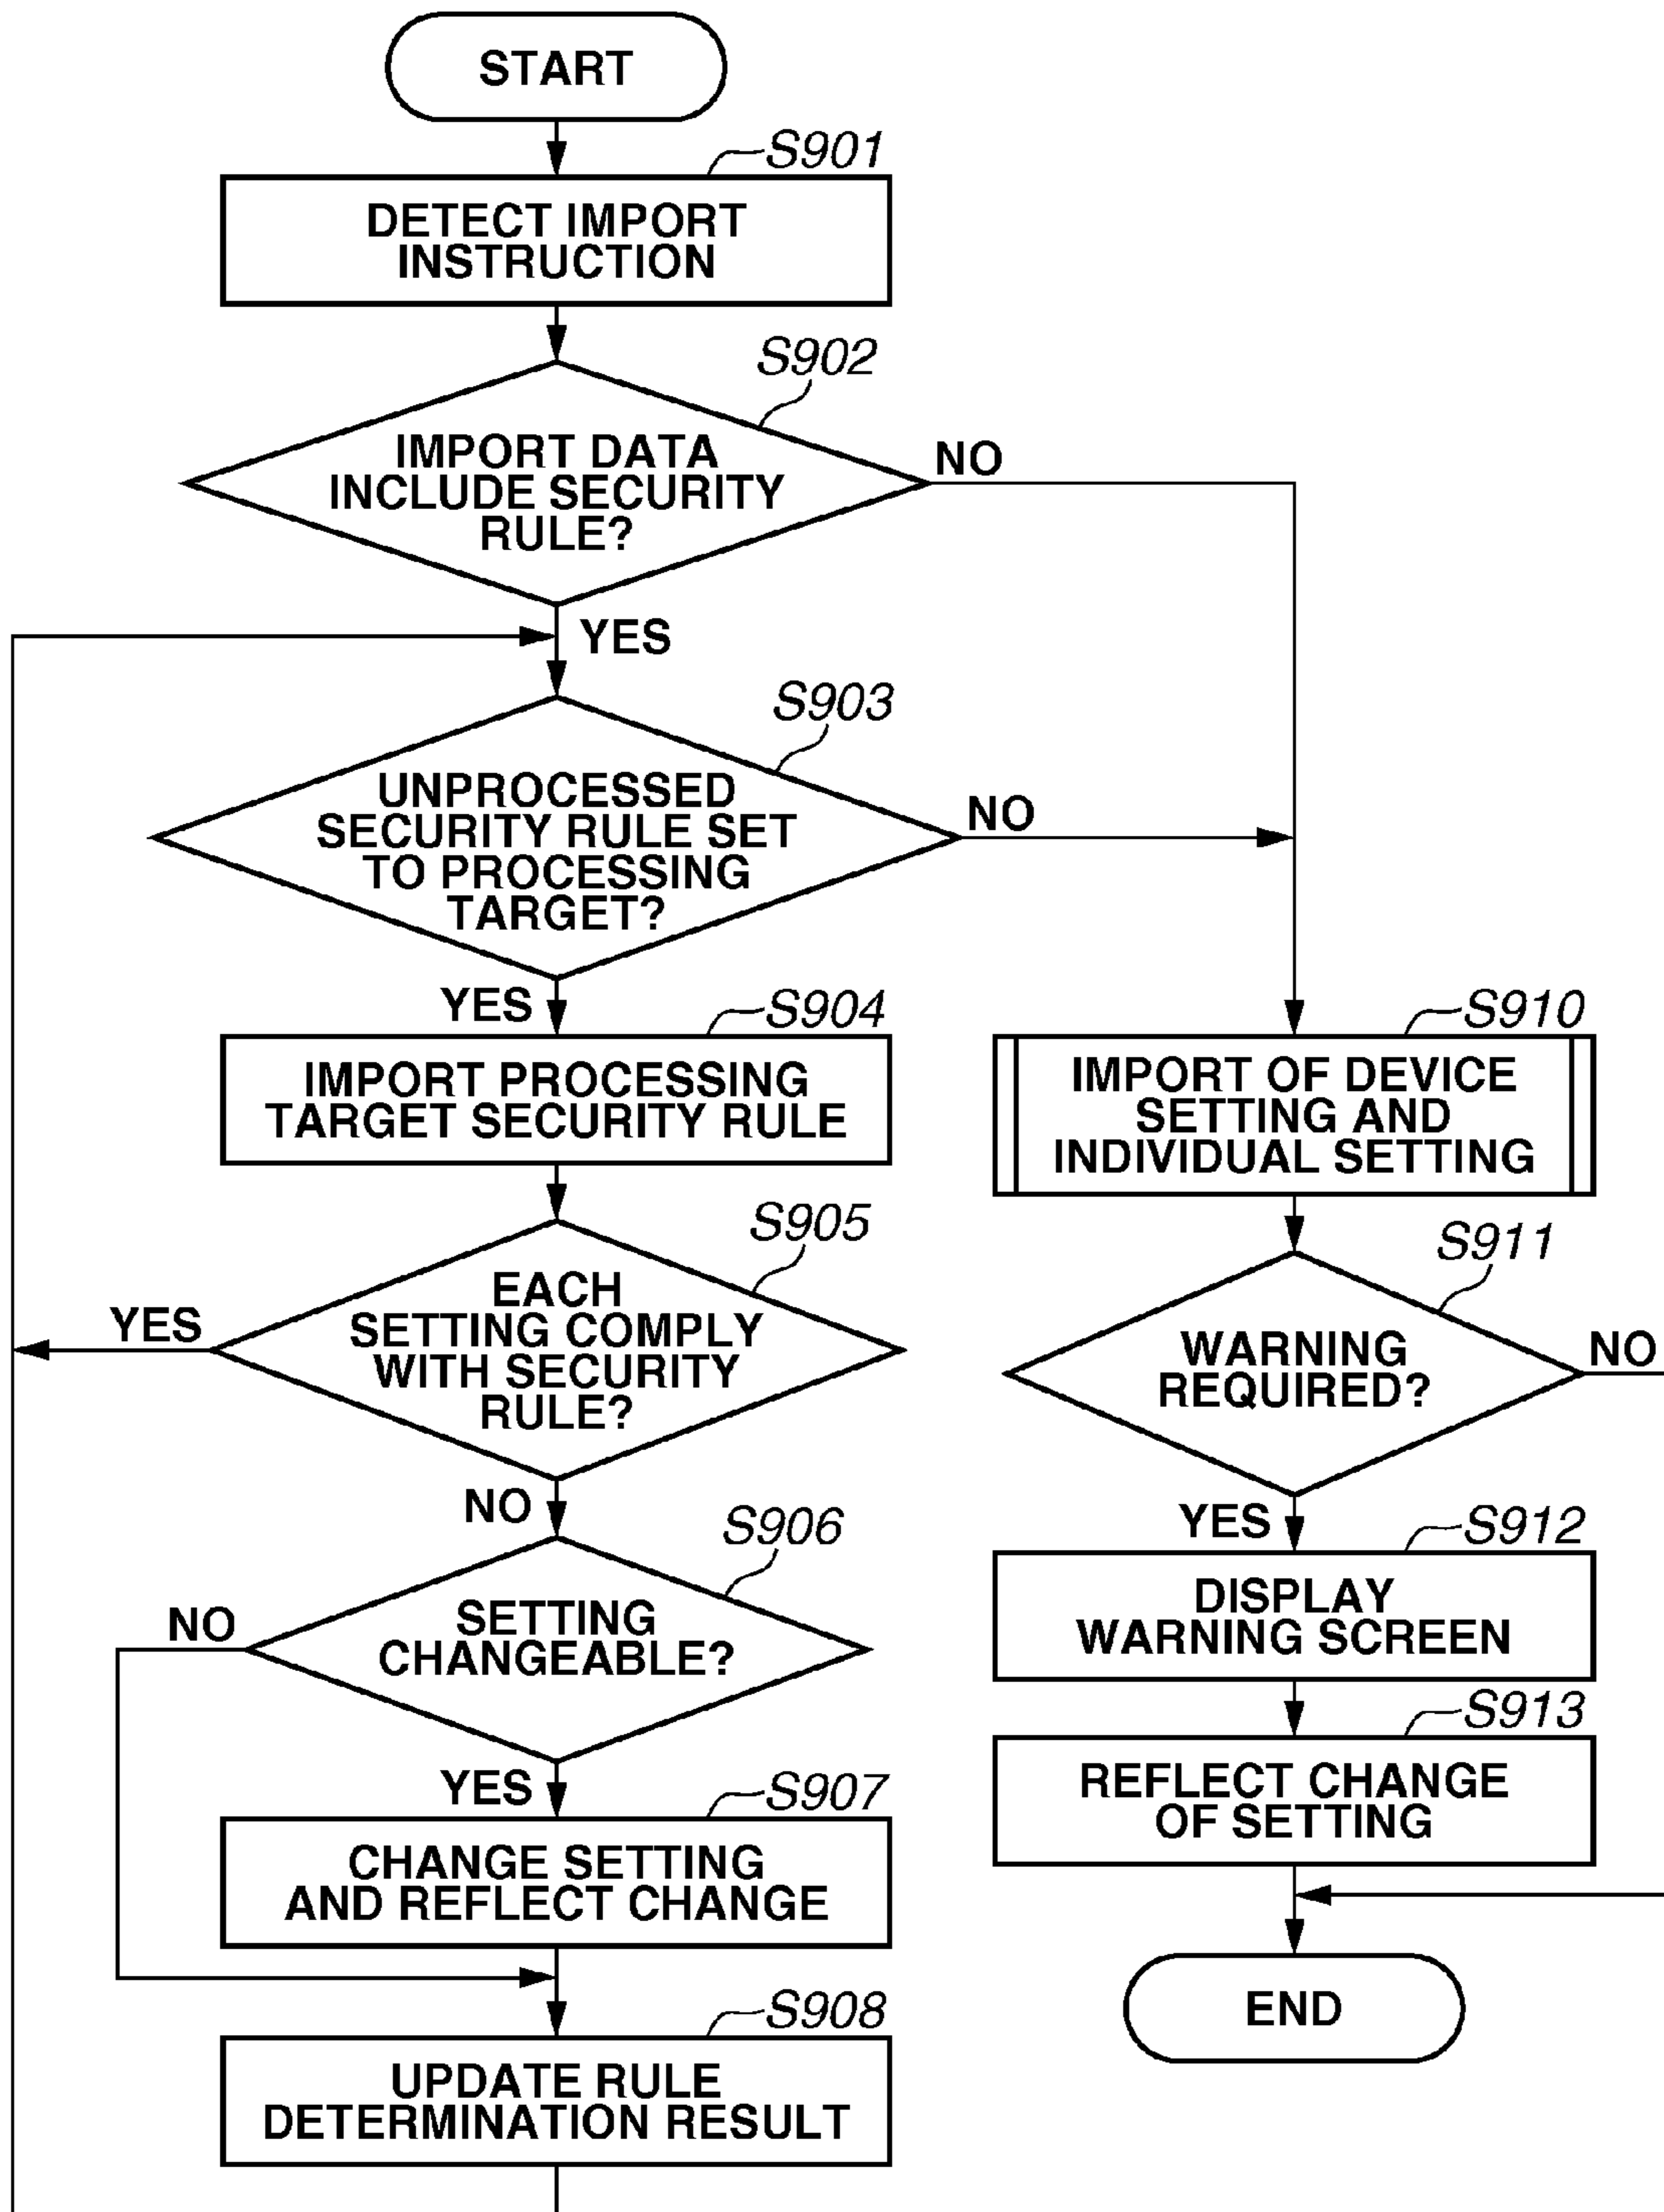 START
S901
DETECT IMPORT
INSTRUCTION
S902
IMPORT DATA
INCLUDE SECURITY
RULE?
NO
YES
S903
UNPROCESSED
SECURITY RULE SET
TO PROCESSING
TARGET?
NO
YES
S904
IMPORT PROCESSING
TARGET SECURITY RULE
S905
EACH
SETTING COMPLY
WITH SECURITY
RULE?
YES
NO
S906
SETTING
CHANGEABLE?
NO
YES
S907
CHANGE SETTING
AND REFLECT CHANGE
S908
UPDATE RULE
DETERMINATION RESULT
S910
IMPORT OF DEVICE
SETTING AND
INDIVIDUAL SETTING
S911
WARNING
REQUIRED?
NO
YES
S912
DISPLAY
WARNING SCREEN
S913
REFLECT CHANGE
OF SETTING
END